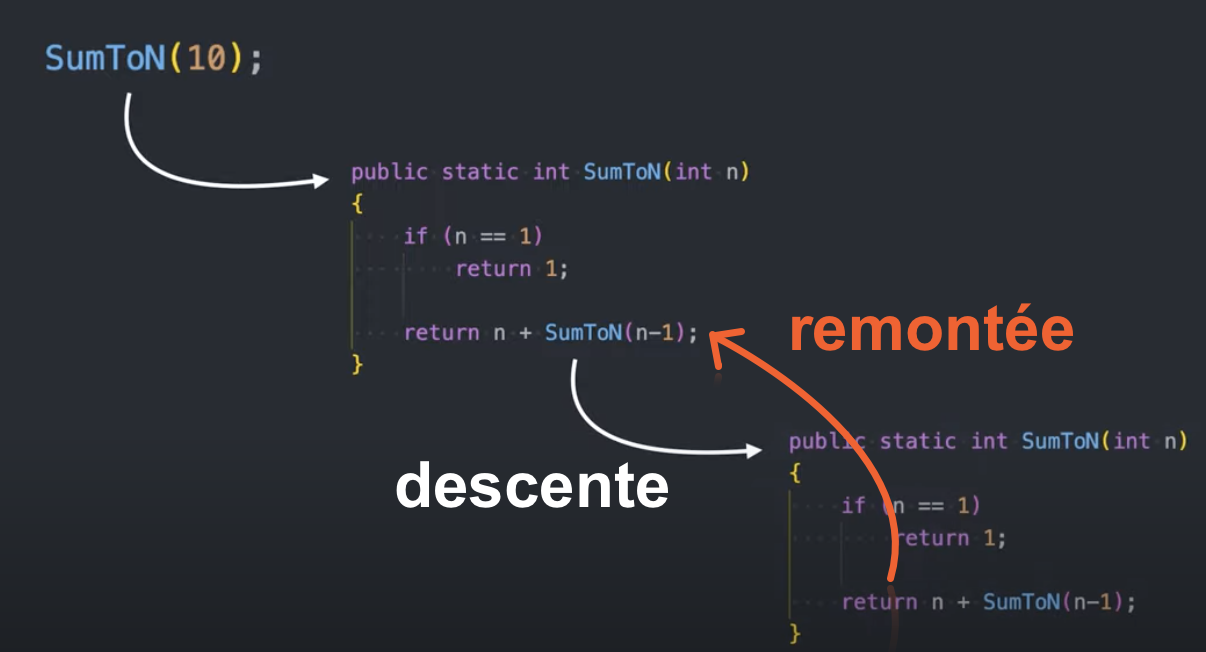 SumToN(10);
public static int SumToN(int n)
{
if (n == 1)
return 1;
return n + SumToN(n-1);
}
remontée
descente
public static int SumToN(int n)
{
if (n == 1)
return 1;
return n + SumToN(n-1);
}